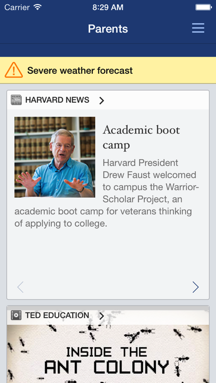 Carrier 8:29 AM
Parents
Severe weather forecast
HARVARD NEWS
Academic boot
camp
Harvard President
Drew Faust welcomed
to campus the Warrior-
Scholar Project, an
academic boot camp for veterans thinking
of applying to college.
TED EDUCATION
INSIDE THE
ANT COLONY